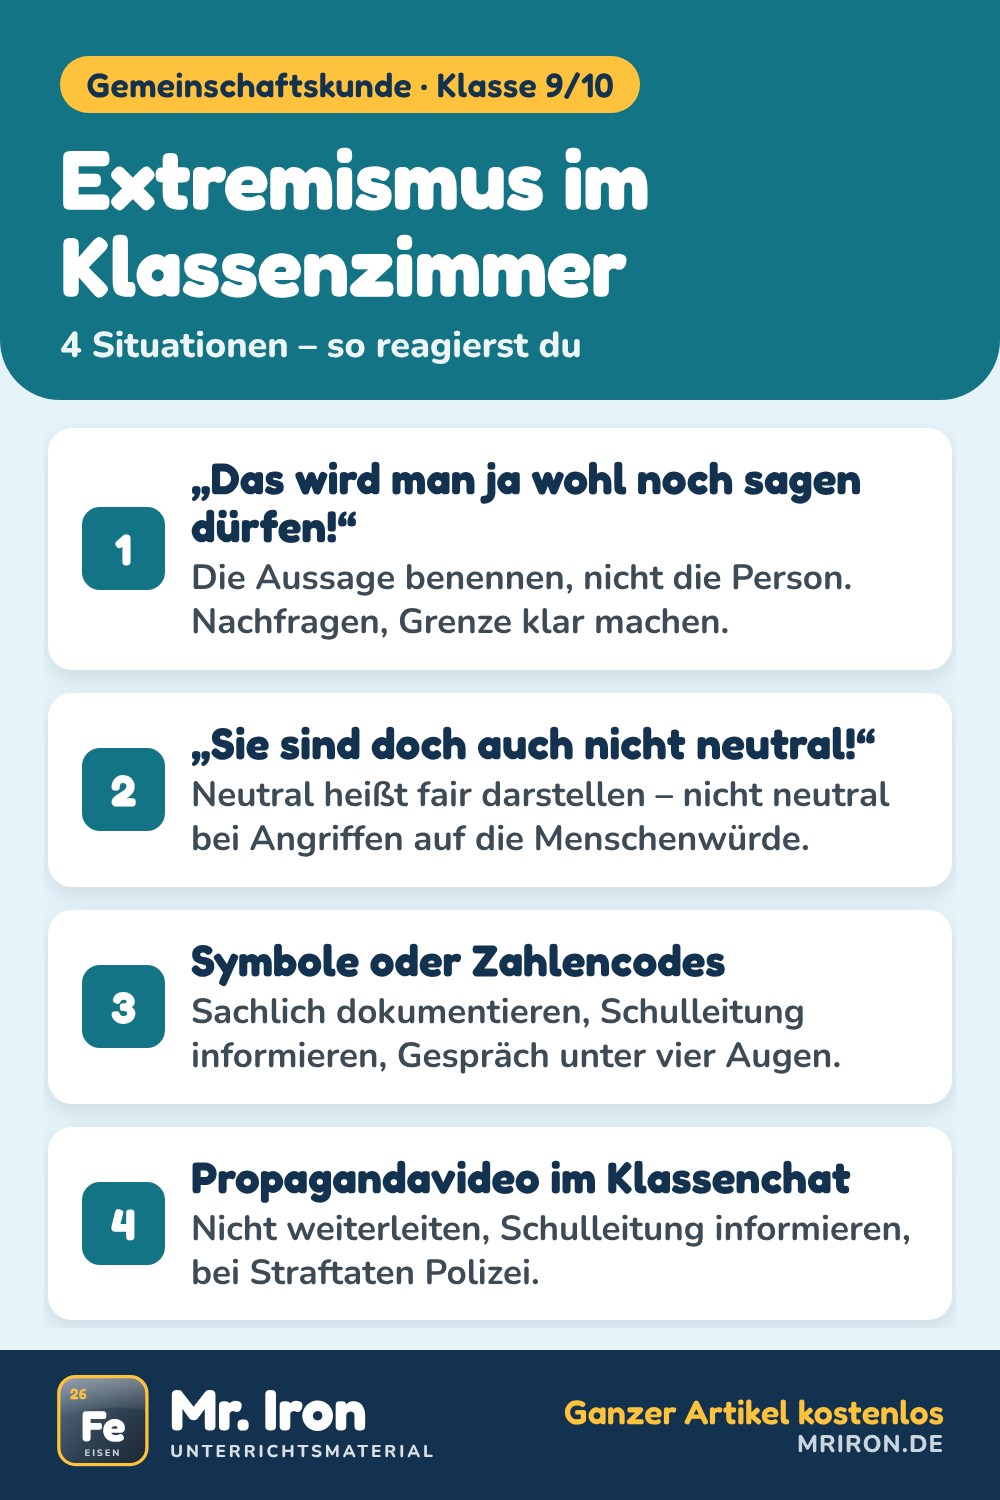 Gemeinschaftskunde · Klasse 9/10
Extremismus im
Klassenzimmer
4 Situationen – so reagierst du
1
„Das wird man ja wohl noch sagen
dürfen!“
Die Aussage benennen, nicht die Person.
Nachfragen, Grenze klar machen.
2
„Sie sind doch auch nicht neutral!“
Neutral heißt fair darstellen – nicht neutral
bei Angriffen auf die Menschenwürde.
3
Symbole oder Zahlencodes
Sachlich dokumentieren, Schulleitung
informieren, Gespräch unter vier Augen.
4
Propagandavideo im Klassenchat
Nicht weiterleiten, Schulleitung informieren,
bei Straftaten Polizei.
26
Fe
EISEN
Mr. Iron
UNTERRICHTSMATERIAL
Ganzer Artikel kostenlos
MRIRON.DE